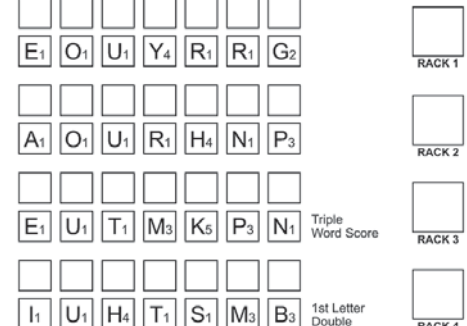 E1 O1 U1 Y4 R1 R1 G2
RACK 1
A1 O1 U1 R1 H4 N1 P3
RACK 2
E1 U1 T1 M3 K5 P3 N1
Triple
Word Score
RACK 3
I1 U1 H4 T1 S1 M3 B3
1st Letter
Double
RACK 4